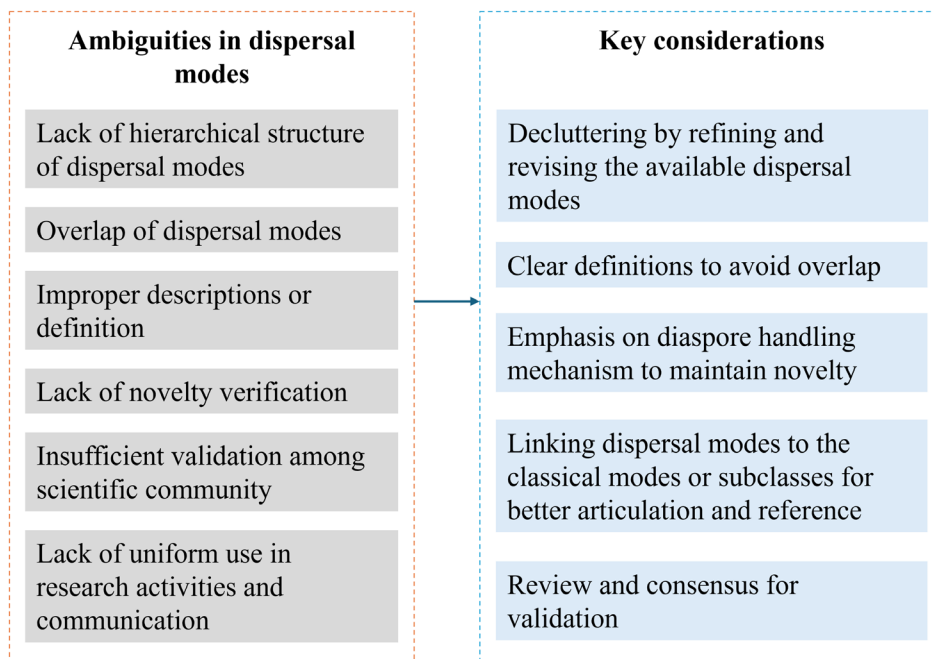 Ambiguities in dispersal
modes
Lack of hierarchical structure
of dispersal modes
Overlap of dispersal modes
Improper descriptions or
definition
Lack of novelty verification
Insufficient validation among
scientific community
Lack of uniform use in
research activities and
communication
Key considerations
Decluttering by refining and
revising the available dispersal
modes
Clear definitions to avoid overlap
Emphasis on diaspore handling
mechanism to maintain novelty
Linking dispersal modes to the
classical modes or subclasses for
better articulation and reference
Review and consensus for
validation